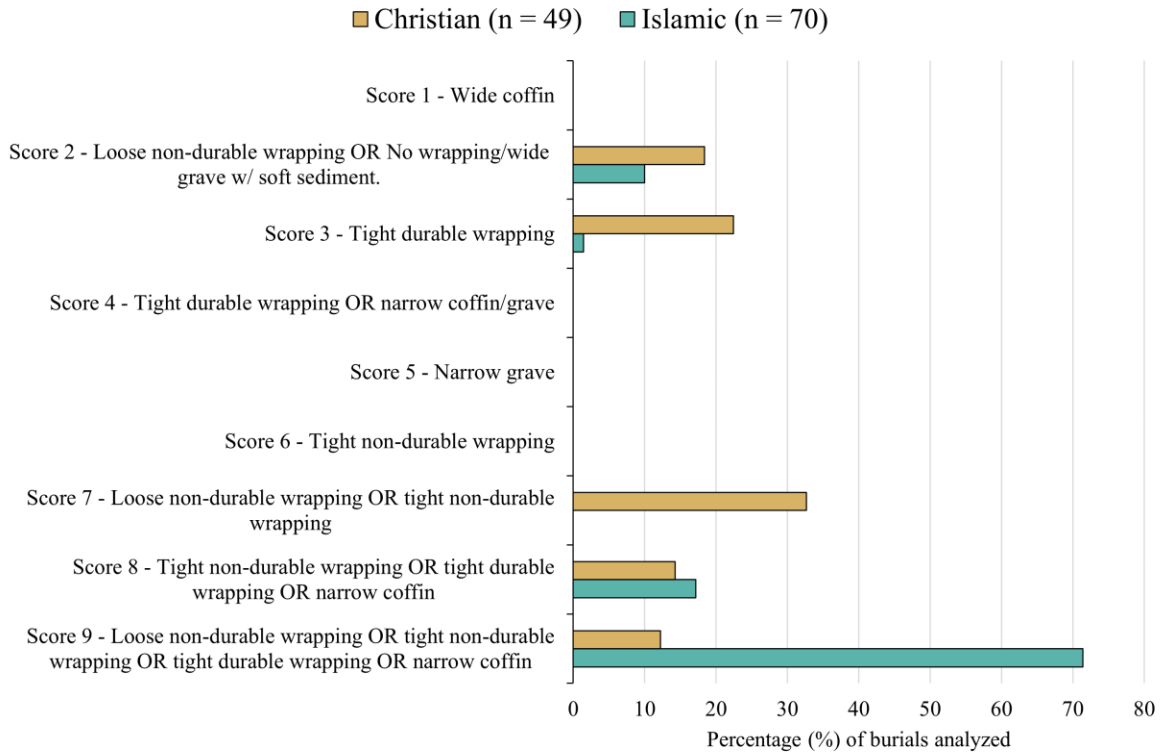 Christian (n = 49) Islamic (n = 70)
Score 1 - Wide coffin
Score 2 - Loose non-durable wrapping OR No wrapping/wide
grave w/ soft sediment.
Score 3 - Tight durable wrapping
Score 4 - Tight durable wrapping OR narrow coffin/grave
Score 5 - Narrow grave
Score 6 - Tight non-durable wrapping
Score 7 - Loose non-durable wrapping OR tight non-durable
wrapping
Score 8 - Tight non-durable wrapping OR tight durable
wrapping OR narrow coffin
Score 9 - Loose non-durable wrapping OR tight non-durable
wrapping OR tight durable wrapping OR narrow coffin
0 10 20 30 40 50 60 70 80
Percentage (%) of burials analyzed